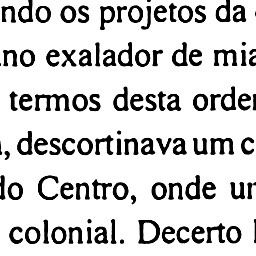 ndo os projetos da
no exalador de mia
termos desta orde
, descortinava um c
do Centro, onde u
colonial. Decerto